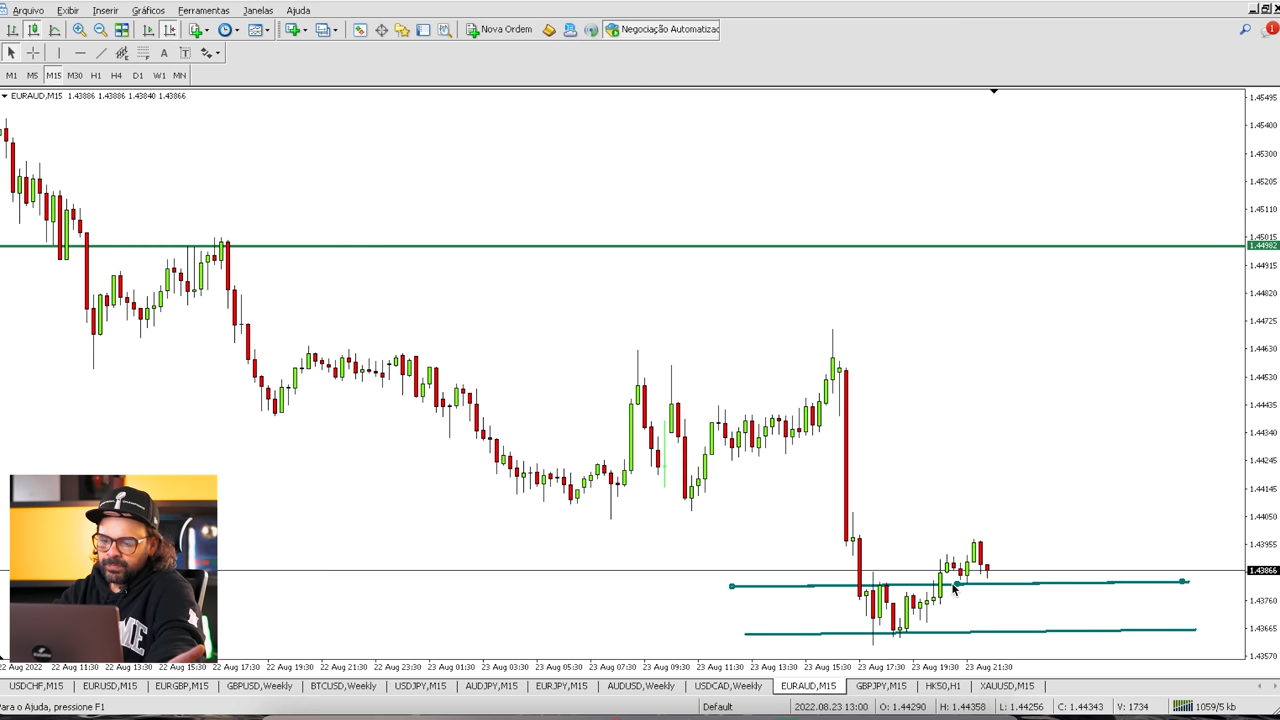 Arquivo Exibir Inserir Gráficos Ferramentas Janelas Ajuda
Nova Ordem Negociação Automatizac 1
A T
M1 M5 M15 M30 H1 H4 D1 W1 MN
EURAUD,M15 1.43886 1.43886 1.43840 1.43866
1.45495
1.45400
1.45300
1.45205
1.45110
1.45015
1.44982
1.44915
1.44820
1.44725
1.44630
1.44530
1.44435
1.44340
1.44245
1.44145
1.44050
1.43955
1.43866
1.43760
1.43665
1.43570
22 Aug 2022 22 Aug 11:30 22 Aug 13:30 22 Aug 15:30 22 Aug 17:30 22 Aug 19:30 22 Aug 21:30 22 Aug 23:30 23 Aug 01:30 23 Aug 03:30 23 Aug 05:30 23 Aug 07:30 23 Aug 09:30 23 Aug 11:30 23 Aug 13:30 23 Aug 15:30 23 Aug 17:30 23 Aug 19:30 23 Aug 21:30
USDCHF,M15 EURUSD,M15 EURGBP,M15 GBPUSD,Weekly BTCUSD,Weekly USDJPY,M15 AUDJPY,M15 EURJPY,M15 AUDUSD,Weekly USDCAD,Weekly EURAUD,M15 GBPJPY,M15 HK50,H1 XAUUSD,M15
Para o Ajuda, pressione F1 Default 2022.08.23 13:00 O: 1.44290 H: 1.44358 L: 1.44256 C: 1.44343 V: 1734 1059/5 kb